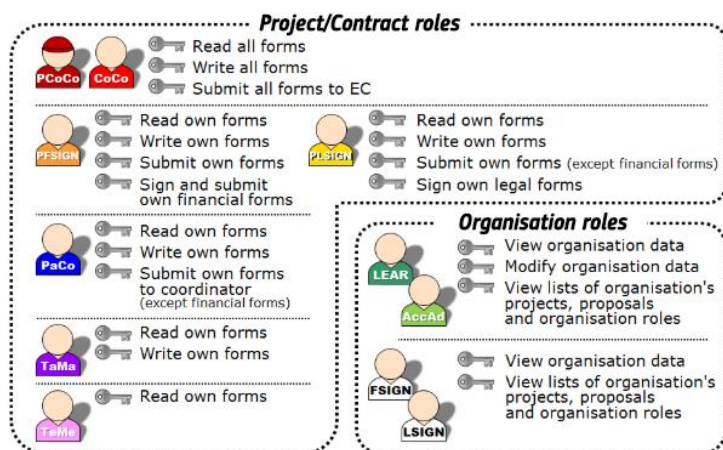 Project/Contract roles
PCoCo
CoCo
Read all forms
Write all forms
Submit all forms to EC
PFSIGN
Read own forms
Write own forms
Submit own forms
Sign and submit
own financial forms
PLSIGN
Read own forms
Write own forms
Submit own forms (except financial forms)
Sign own legal forms
PaCo
Read own forms
Write own forms
Submit own forms
to coordinator
(except financial forms)
TaMa
Read own forms
Write own forms
TeMe
Read own forms
Organisation roles
LEAR
AccAd
View organisation data
Modify organisation data
View lists of organisation's
projects, proposals
and organisation roles
FSIGN
LSIGN
View organisation data
View lists of organisation's
projects, proposals
and organisation roles